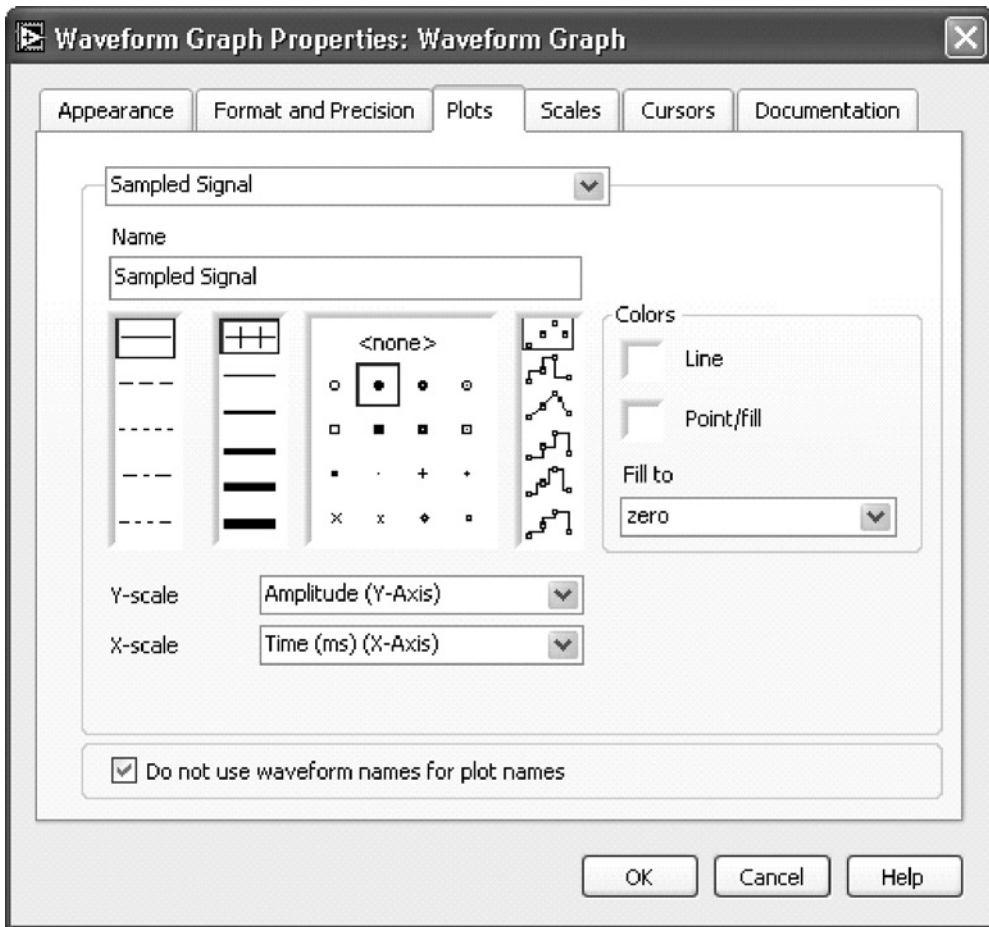 Waveform Graph Properties: Waveform Graph
Appearance
Format and Precision
Plots
Scales
Cursors
Documentation
Sampled Signal
Name
Sampled Signal
<none>
Colors
Line
Point/fill
Fill to
zero
Y-scale
Amplitude (Y-Axis)
X-scale
Time (ms) (X-Axis)
Do not use waveform names for plot names
OK
Cancel
Help